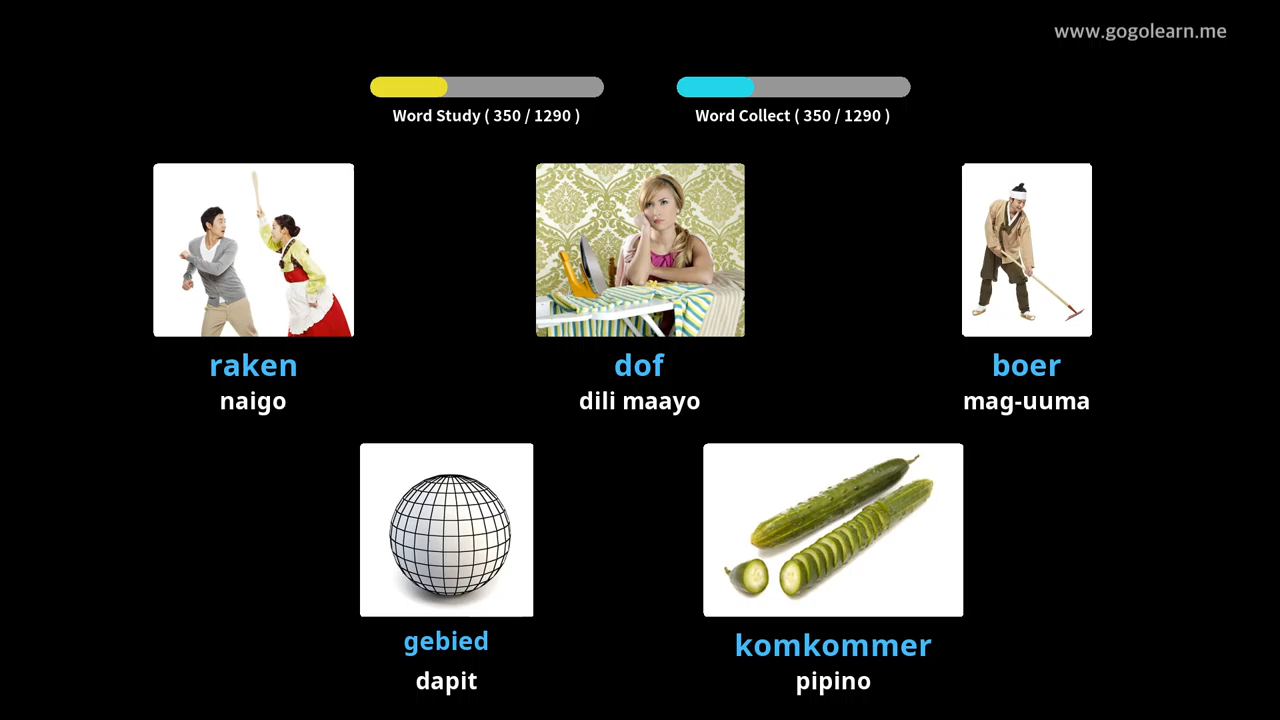 www.gogolearn.me
Word Study ( 350 / 1290 )
Word Collect ( 350 / 1290 )
raken
naigo
dof
dili maayo
boer
mag-uuma
gebied
dapit
komkommer
pipino